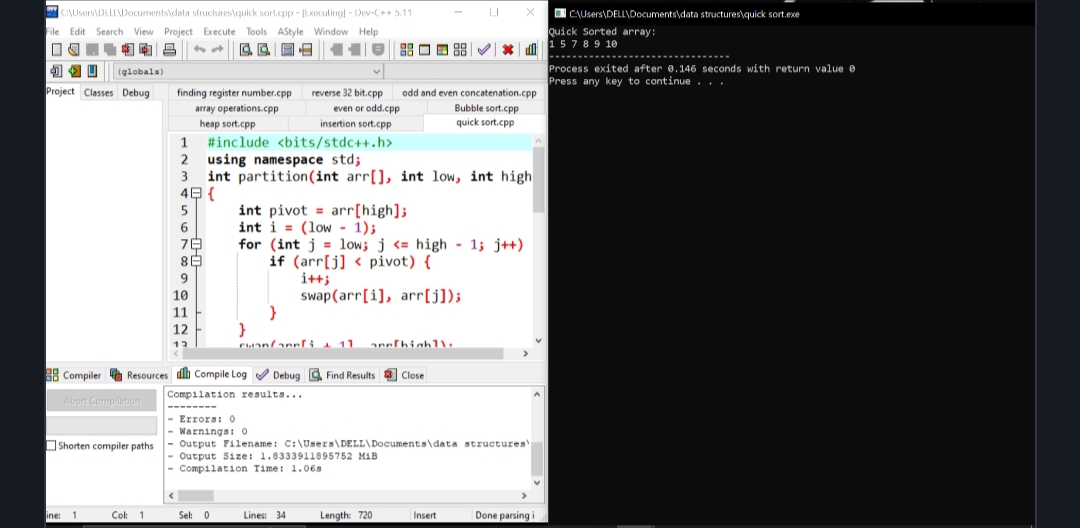 C:\Users\DELL\Documents\data structures\quick sort.cpp - [Executing] - Dev-C++ 5.11
File Edit Search View Project Execute Tools AStyle Window Help
(globals)
Project Classes Debug
finding register number.cpp reverse 32 bit.cpp odd and even concatenation.cpp
array operations.cpp even or odd.cpp Bubble sort.cpp
heap sort.cpp insertion sort.cpp quick sort.cpp
1 #include <bits/stdc++.h>
2 using namespace std;
3 int partition(int arr[], int low, int high
4 {
5 int pivot = arr[high];
6 int i = (low - 1);
7 for (int j = low; j <= high - 1; j++)
8 if (arr[j] < pivot) {
9 i++;
10 swap(arr[i], arr[j]);
11 }
12 }
13 swap(arr[i + 1] arr[high]);
Compiler Resources Compile Log Debug Find Results Close
Abort Compilation
Shorten compiler paths
Compilation results...
--------
- Errors: 0
- Warnings: 0
- Output Filename: C:\Users\DELL\Documents\data structures\
- Output Size: 1.8333911895752 MiB
- Compilation Time: 1.06s
ine: 1 Col: 1 Sel: 0 Lines: 34 Length: 720 Insert Done parsing i
C:\Users\DELL\Documents\data structures\quick sort.exe
Quick Sorted array:
1 5 7 8 9 10
--------------------------------
Process exited after 0.146 seconds with return value 0
Press any key to continue . . .